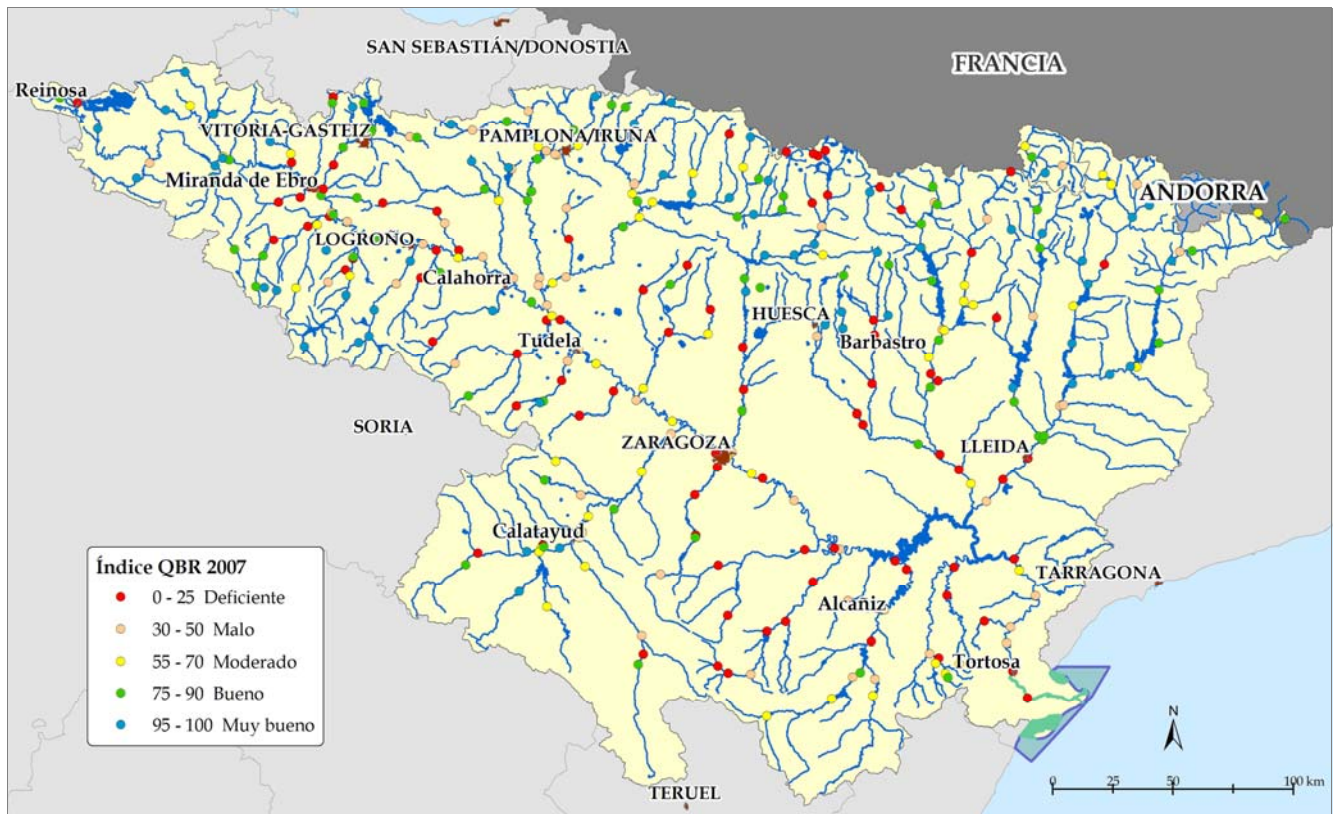 SAN SEBASTIÁN/DONOSTIA
FRANCIA
Reinosa
VITORIA-GASTEIZ
PAMPLONA/IRUÑA
Miranda de Ebro
ANDORRA
LOGROÑO
Calahorra
HUESCA
Tudela
Barbastro
SORIA
ZARAGOZA
LLEIDA
Calatayud
Índice QBR 2007
0 - 25 Deficiente
30 - 50 Malo
55 - 70 Moderado
75 - 90 Bueno
95 - 100 Muy bueno
TARRAGONA
Alcañiz
Tortosa
N
0 25 50 100 km
TERUEL